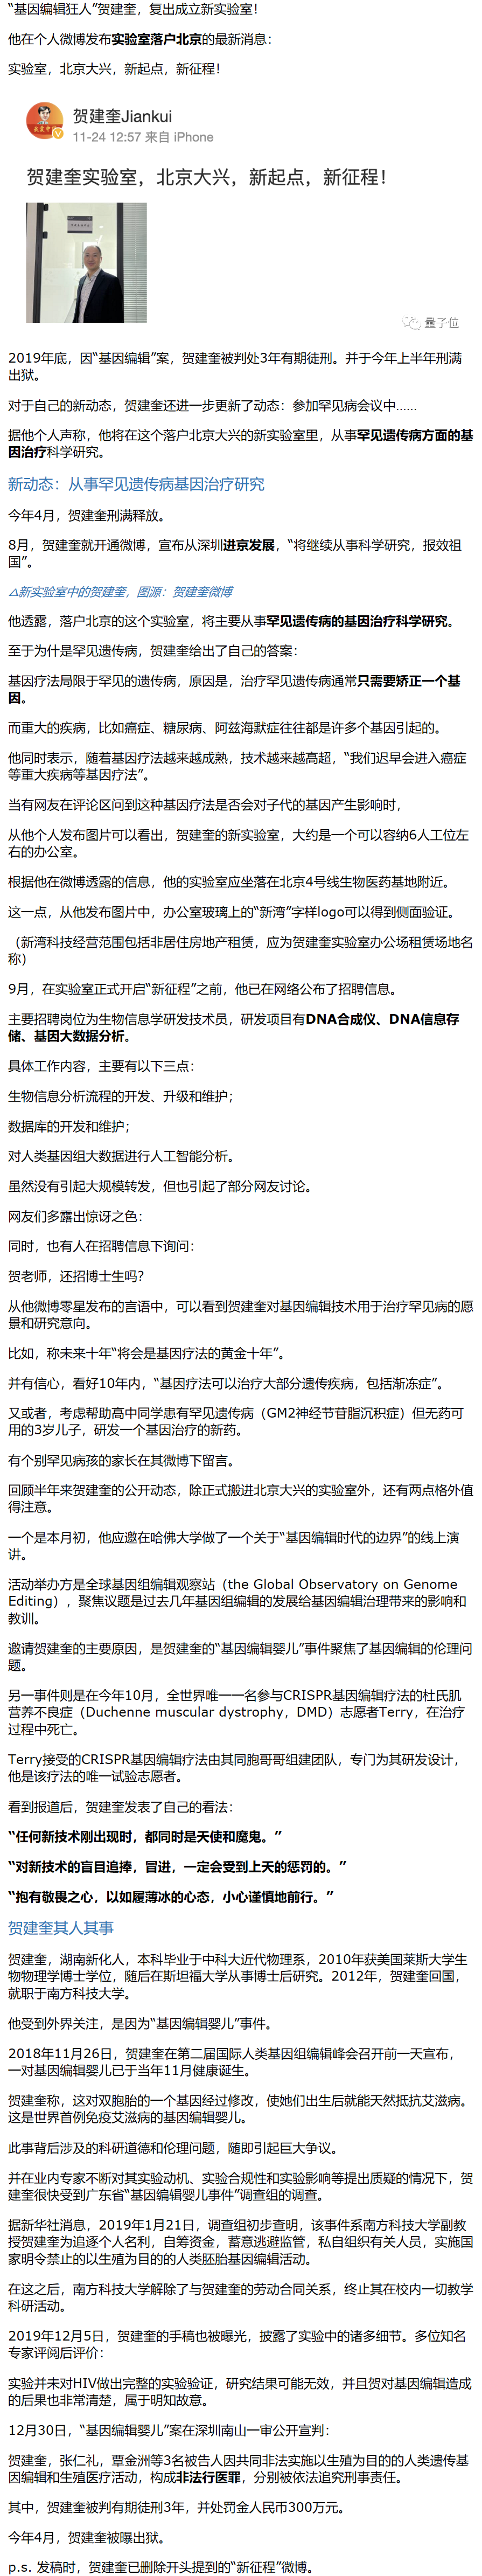 “基因编辑狂人”贺建奎，复出成立新实验室！
他在个人微博发布实验室落户北京的最新消息：
实验室，北京大兴，新起点，新征程！
贺建奎Jiankui
11-24 12:57 来自 iPhone
贺建奎实验室，北京大兴，新起点，新征程！
量子位
2019年底，因“基因编辑”案，贺建奎被判处3年有期徒刑。并于今年上半年刑满
出狱。
对于自己的新动态，贺建奎还进一步更新了动态：参加罕见病会议中……
据他个人声称，他将在这个落户北京大兴的新实验室里，从事罕见遗传病方面的基
因治疗科学研究。
新动态：从事罕见遗传病基因治疗研究
今年4月，贺建奎刑满释放。
8月，贺建奎就开通微博，宣布从深圳进京发展，“将继续从事科学研究，报效祖
国”。
△新实验室中的贺建奎，图源：贺建奎微博
他透露，落户北京的这个实验室，将主要从事罕见遗传病的基因治疗科学研究。
至于为什是罕见遗传病，贺建奎给出了自己的答案：
基因疗法局限于罕见的遗传病，原因是，治疗罕见遗传病通常只需要矫正一个基
因。
而重大的疾病，比如癌症、糖尿病、阿兹海默症往往都是许多个基因引起的。
他同时表示，随着基因疗法越来越成熟，技术越来越高超，“我们迟早会进入癌症
等重大疾病等基因疗法”。
当有网友在评论区问到这种基因疗法是否会对子代的基因产生影响时，
从他个人发布图片可以看出，贺建奎的新实验室，大约是一个可以容纳6人工位左
右的办公室。
根据他在微博透露的信息，他的实验室应坐落在北京4号线生物医药基地附近。
这一点，从他发布图片中，办公室玻璃上的“新湾”字样logo可以得到侧面验证。
（新湾科技经营范围包括非居住房地产租赁，应为贺建奎实验室办公场租赁场地名
称）
9月，在实验室正式开启“新征程”之前，他已在网络公布了招聘信息。
主要招聘岗位为生物信息学研发技术员，研发项目有DNA合成仪、DNA信息存
储、基因大数据分析。
具体工作内容，主要有以下三点：
生物信息分析流程的开发、升级和维护；
数据库的开发和维护；
对人类基因组大数据进行人工智能分析。
虽然没有引起大规模转发，但也引起了部分网友讨论。
网友们多露出惊讶之色：
同时，也有人在招聘信息下询问：
贺老师，还招博士生吗？
从他微博零星发布的言语中，可以看到贺建奎对基因编辑技术用于治疗罕见病的愿
景和研究意向。
比如，称未来十年“将会是基因疗法的黄金十年”。
并有信心，看好10年内，“基因疗法可以治疗大部分遗传疾病，包括渐冻症”。
又或者，考虑帮助高中同学患有罕见遗传病（GM2神经节苷脂沉积症）但无药可
用的3岁儿子，研发一个基因治疗的新药。
有个别罕见病孩的家长在其微博下留言。
回顾半年来贺建奎的公开动态，除正式搬进北京大兴的实验室外，还有两点格外值
得注意。
一个是本月初，他应邀在哈佛大学做了一个关于“基因编辑时代的边界”的线上演
讲。
活动举办方是全球基因组编辑观察站（the Global Observatory on Genome
Editing），聚焦议题是过去几年基因组编辑的发展给基因编辑治理带来的影响和
教训。
邀请贺建奎的主要原因，是贺建奎的“基因编辑婴儿”事件聚焦了基因编辑的伦理问
题。
另一事件则是在今年10月，全世界唯一一名参与CRISPR基因编辑疗法的杜氏肌
营养不良症（Duchenne muscular dystrophy，DMD）志愿者Terry，在治疗
过程中死亡。
Terry接受的CRISPR基因编辑疗法由其同胞哥哥组建团队，专门为其研发设计，
他是该疗法的唯一试验志愿者。
看到报道后，贺建奎发表了自己的看法：
“任何新技术刚出现时，都同时是天使和魔鬼。”
“对新技术的盲目追捧，冒进，一定会受到上天的惩罚的。”
“抱有敬畏之心，以如履薄冰的心态，小心谨慎地前行。”
贺建奎其人其事
贺建奎，湖南新化人，本科毕业于中科大近代物理系，2010年获美国莱斯大学生
物物理学博士学位，随后在斯坦福大学从事博士后研究。2012年，贺建奎回国，
就职于南方科技大学。
他受到外界关注，是因为“基因编辑婴儿”事件。
2018年11月26日，贺建奎在第二届国际人类基因组编辑峰会召开前一天宣布，
一对基因编辑婴儿已于当年11月健康诞生。
贺建奎称，这对双胞胎的一个基因经过修改，使她们出生后就能天然抵抗艾滋病。
这是世界首例免疫艾滋病的基因编辑婴儿。
此事背后涉及的科研道德和伦理问题，随即引起巨大争议。
并在业内专家不断对其实验动机、实验合规性和实验影响等提出质疑的情况下，贺
建奎很快受到广东省“基因编辑婴儿事件”调查组的调查。
据新华社消息，2019年1月21日，调查组初步查明，该事件系南方科技大学副教
授贺建奎为追逐个人名利，自筹资金，蓄意逃避监管，私自组织有关人员，实施国
家明令禁止的以生殖为目的的人类胚胎基因编辑活动。
在这之后，南方科技大学解除了与贺建奎的劳动合同关系，终止其在校内一切教学
科研活动。
2019年12月5日，贺建奎的手稿也被曝光，披露了实验中的诸多细节。多位知名
专家评阅后评价：
实验并未对HIV做出完整的实验验证，研究结果可能无效，并且贺对基因编辑造成
的后果也非常清楚，属于明知故意。
12月30日，“基因编辑婴儿”案在深圳南山一审公开宣判：
贺建奎，张仁礼，覃金洲等3名被告人因共同非法实施以生殖为目的的人类遗传基
因编辑和生殖医疗活动，构成非法行医罪，分别被依法追究刑事责任。
其中，贺建奎被判有期徒刑3年，并处罚金人民币300万元。
今年4月，贺建奎被曝出狱。
p.s. 发稿时，贺建奎已删除开头提到的“新征程”微博。